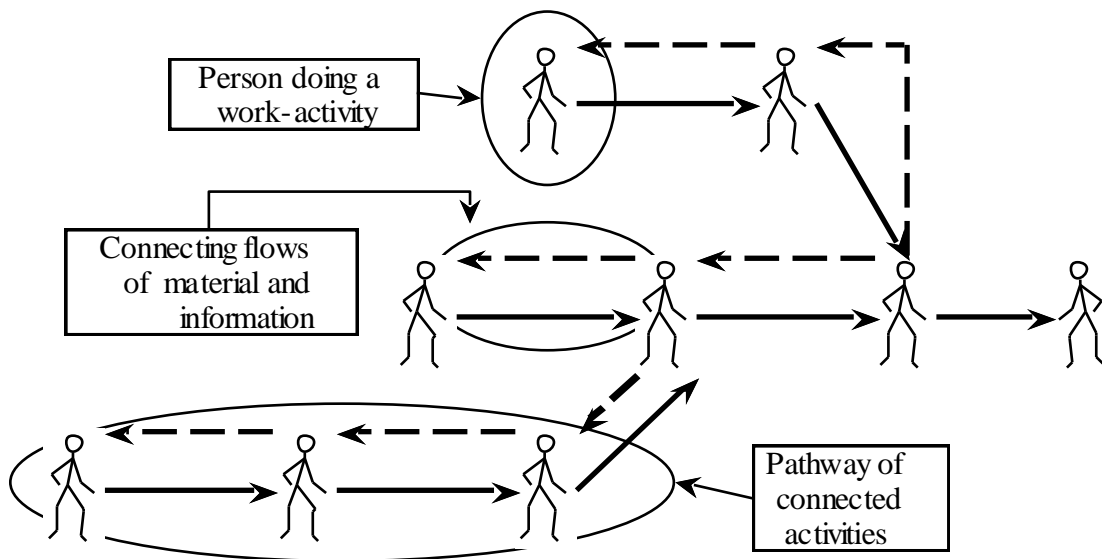 Person doing a
work-activity
Connecting flows
of material and
information
Pathway of
connected
activities